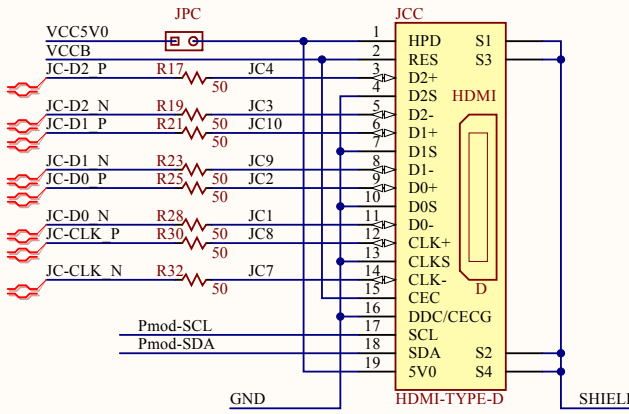 JPC JCC
VCC5V0 1 HPD S1
VCCB 2 RES S3
JC-D2_P R17 50 JC4 3 D2+
4 D2S HDMI
JC-D2_N R19 50 JC3 5 D2-
JC-D1_P R21 50 JC10 6 D1+
7 D1S
JC-D1_N R23 50 JC9 8 D1-
JC-D0_P R25 50 JC2 9 D0+
10 D0S
JC-D0_N R28 50 JC1 11 D0-
JC-CLK_P R30 50 JC8 12 CLK+
13 CLKS
JC-CLK_N R32 50 JC7 14 CLK- D
15 CEC
16 DDC/CECG
Pmod-SCL 17 SCL
Pmod-SDA 18 SDA S2
19 5V0 S4
GND HDMI-TYPE-D